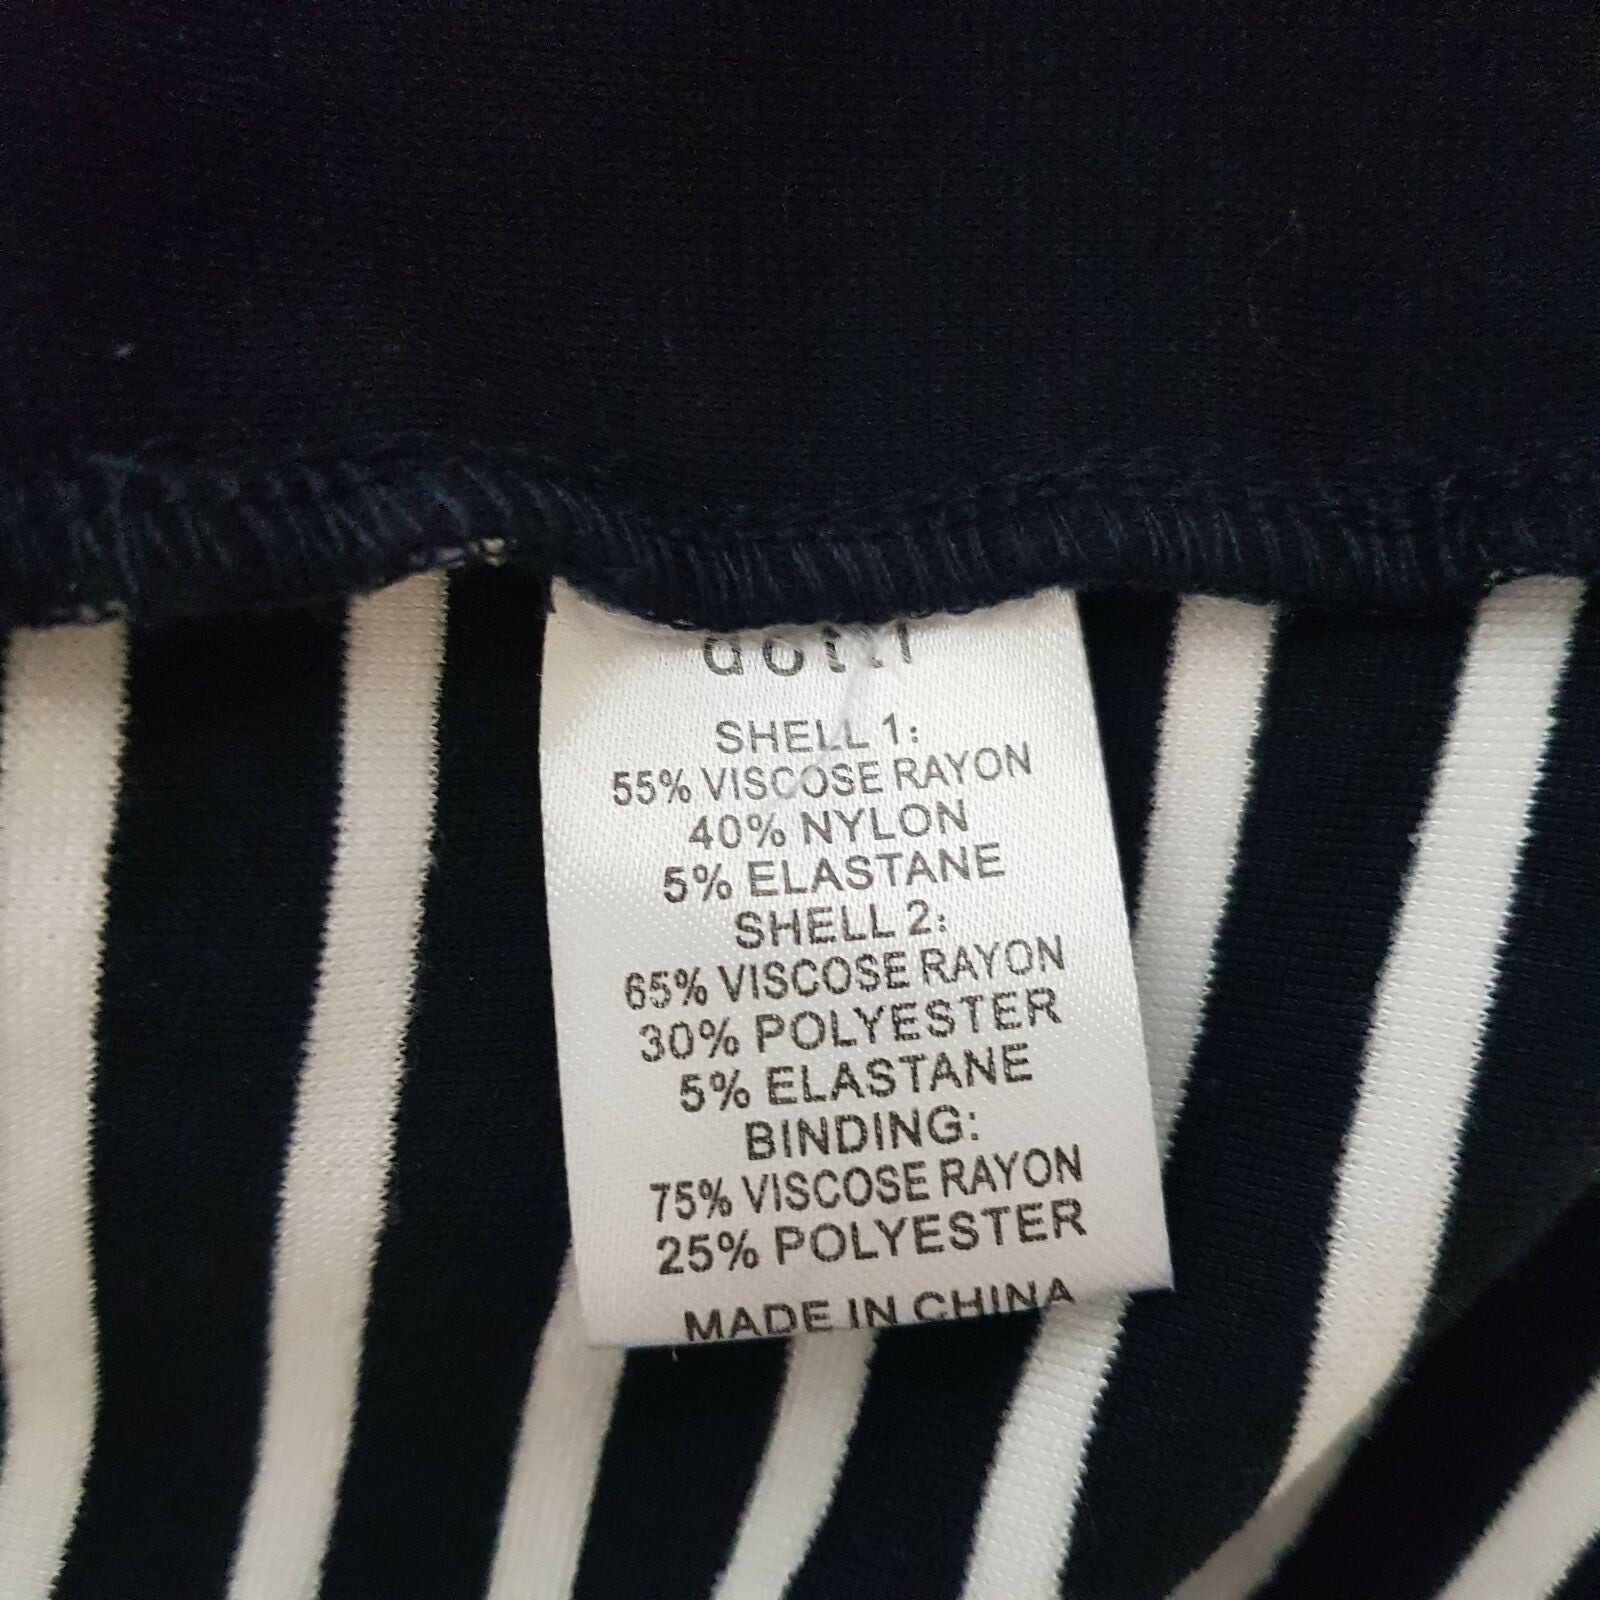 dotti
SHELL 1:
55% VISCOSE RAYON
40% NYLON
5% ELASTANE
SHELL 2:
65% VISCOSE RAYON
30% POLYESTER
5% ELASTANE
BINDING:
75% VISCOSE RAYON
25% POLYESTER
MADE IN CHINA